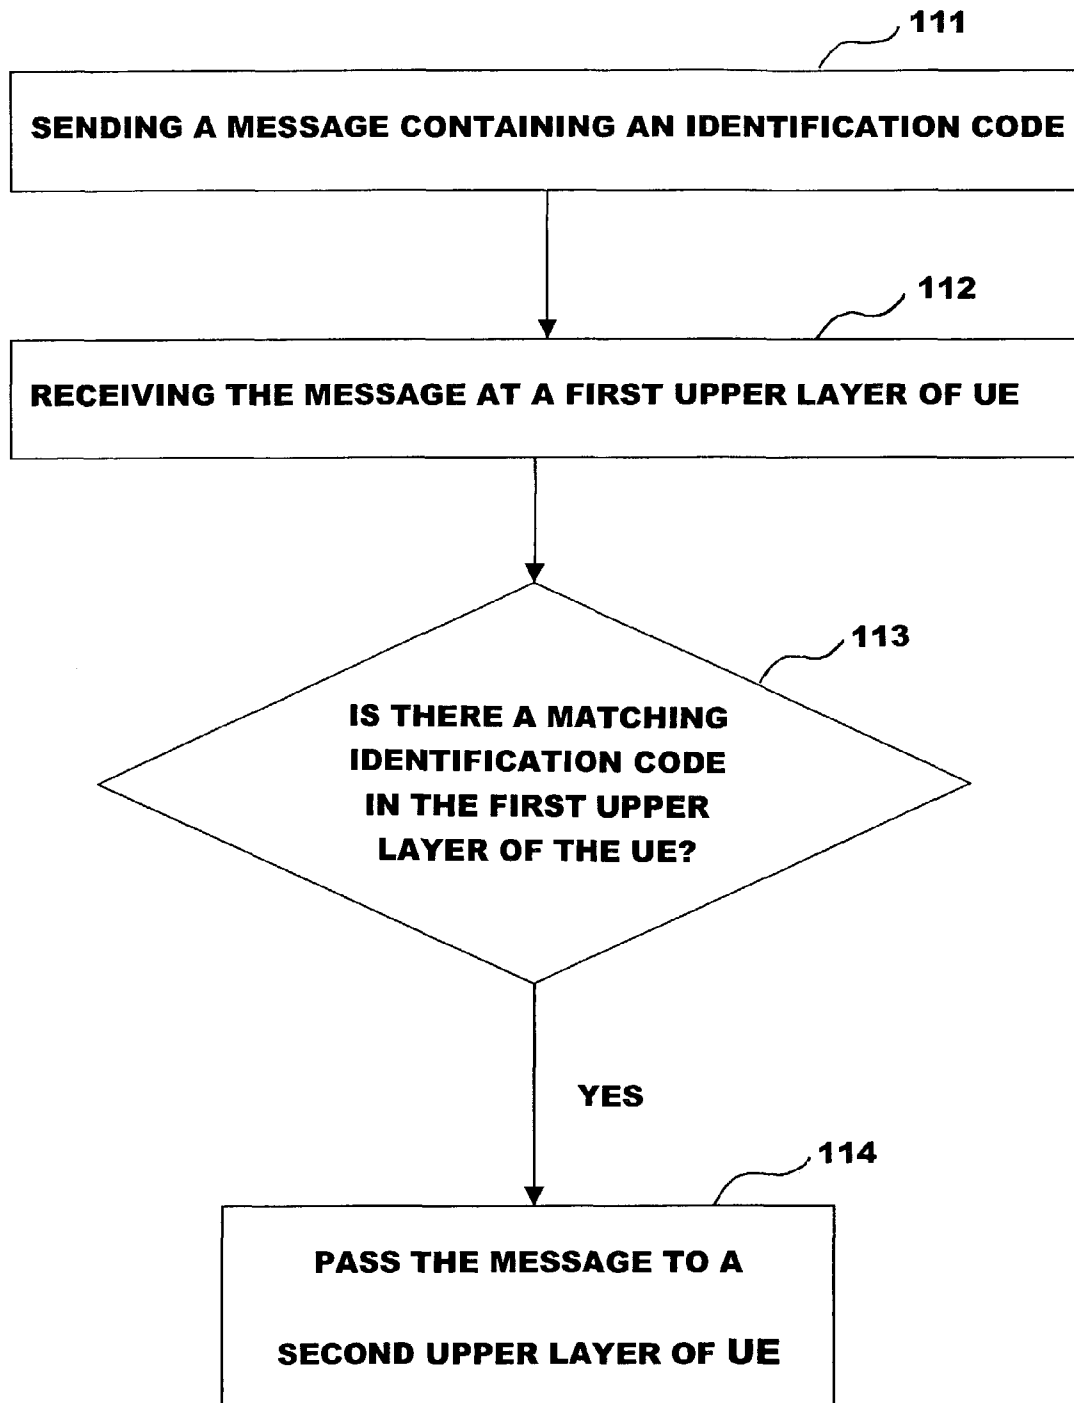 111
SENDING A MESSAGE CONTAINING AN IDENTIFICATION CODE
112
RECEIVING THE MESSAGE AT A FIRST UPPER LAYER OF UE
113
IS THERE A MATCHING
IDENTIFICATION CODE
IN THE FIRST UPPER
LAYER OF THE UE?
YES
114
PASS THE MESSAGE TO A
SECOND UPPER LAYER OF UE